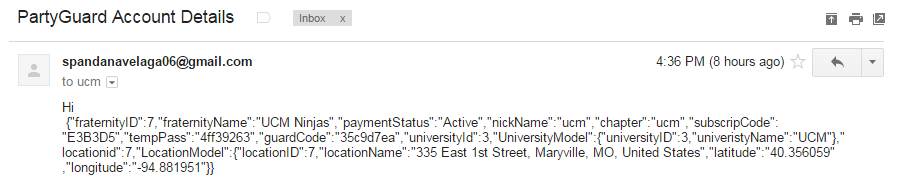 PartyGuard Account Details
Inbox x
spandanavelaga06@gmail.com 4:36 PM (8 hours ago)
to ucm
Hi
{"fraternityID":7,"fraternityName":"UCM Ninjas","paymentStatus":"Active","nickName":"ucm","chapter":"ucm","subscripCode":
"E3B3D5","tempPass":"4ff39263","guardCode":"35c9d7ea","universityId":3,"UniversityModel":{"universityID":3,"univeristyName":"UCM"},"
locationid":7,"LocationModel":{"locationID":7,"locationName":"335 East 1st Street, Maryville, MO, United States","latitude":"40.356059"
,"longitude":"-94.881951"}}